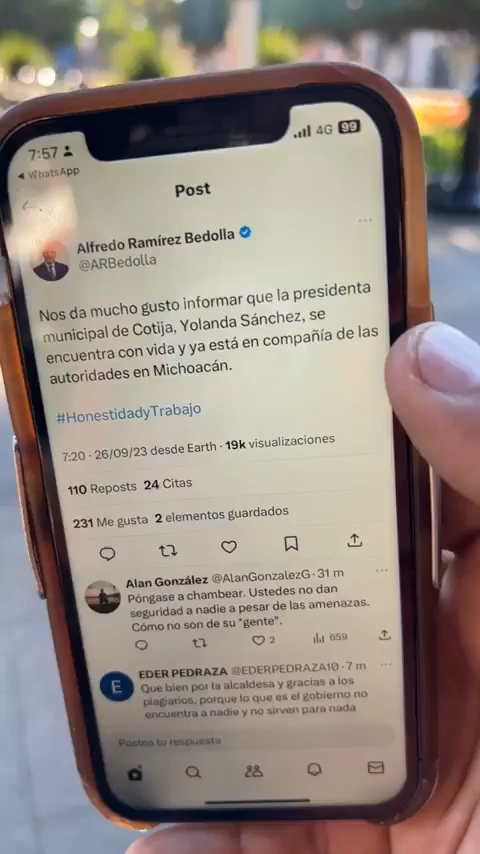 7:57
4G 99
WhatsApp
Post
Alfredo Ramírez Bedolla
@ARBedolla
Nos da mucho gusto informar que la presidenta
municipal de Cotija, Yolanda Sánchez, se
encuentra con vida y ya está en compañía de las
autoridades en Michoacán.
#HonestidadyTrabajo
7:20 · 26/09/23 desde Earth · 19k visualizaciones
110 Reposts 24 Citas
231 Me gusta 2 elementos guardados
Alan González @AlanGonzalezG · 31 m
Póngase a chambear. Ustedes no dan
seguridad a nadie a pesar de las amenazas.
Cómo no son de su "gente".
2 659
E
EDER PEDRAZA @EDERPEDRAZA10 · 7 m
Que bien por la alcaldesa y gracias a los
plagiarios, porque lo que es el gobierno no
encuentra a nadie y no sirven para nada
Postea tu respuesta